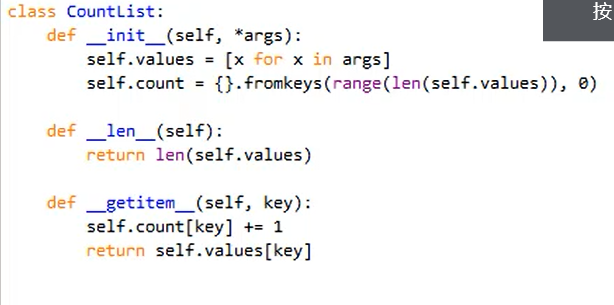 按
class CountList:
    def __init__(self, *args):
        self.values = [x for x in args]
        self.count = {}.fromkeys(range(len(self.values)), 0)

    def __len__(self):
        return len(self.values)

    def __getitem__(self, key):
        self.count[key] += 1
        return self.values[key]